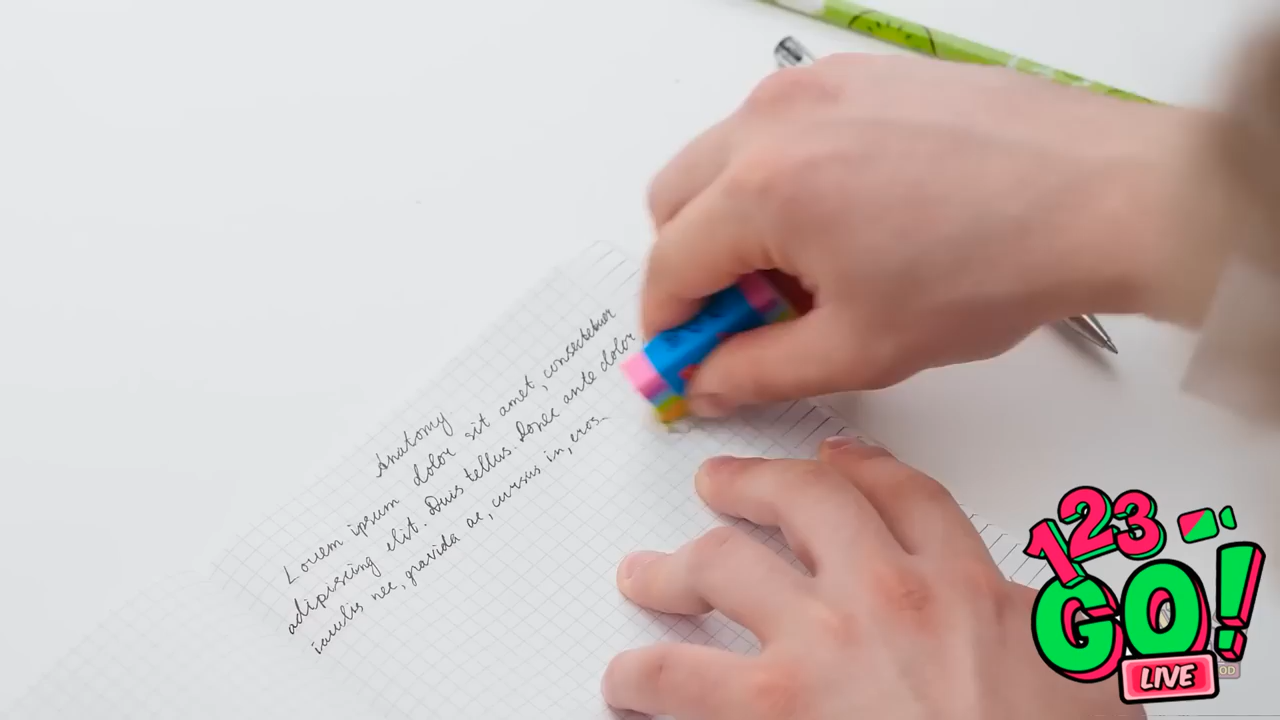 Anatomy
Lorem ipsum dolor sit amet, consectetuer
adipiscing elit. Duis tellus. Donec ante dolor
iaculis nec, gravida ac, cursus in, eros.
123
GO!
LIVE